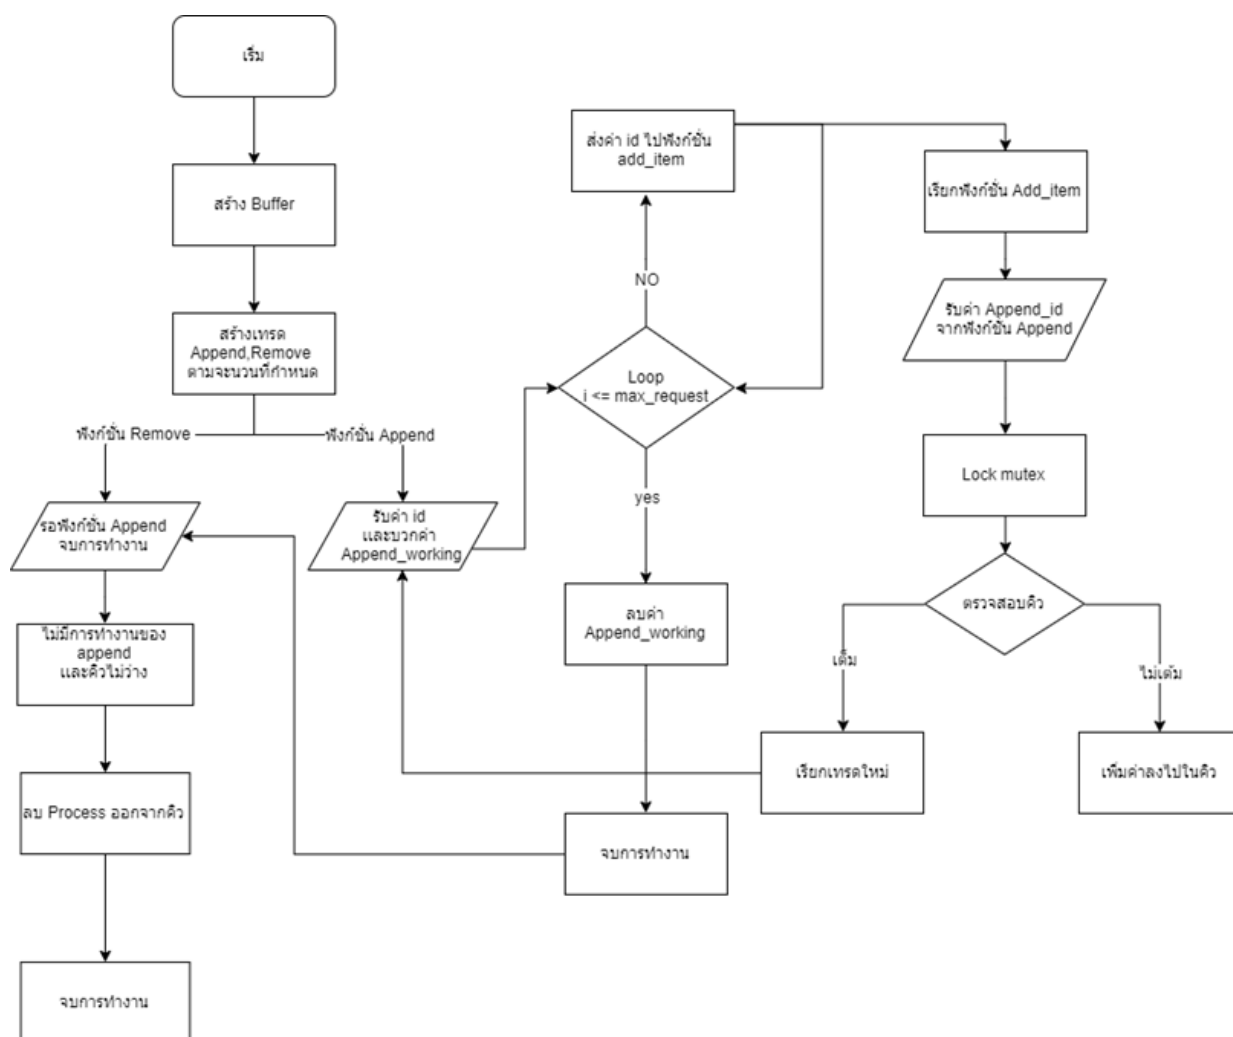 เริ่ม
สร้าง Buffer
สร้างเทรด
Append,Remove
ตามจะนวนที่กำหนด
ฟังก์ชั่น Remove
ฟังก์ชั่น Append
รอฟังก์ชั่น Append
จบการทำงาน
ไม่มีการทำงานของ
append
และคิวไม่ว่าง
ลบ Process ออกจากคิว
จบการทำงาน
รับค่า id
และบวกค่า
Append_working
ส่งค่า id ไปฟังก์ชั่น
add_item
NO
Loop
i <= max_request
yes
ลบค่า
Append_working
จบการทำงาน
เรียกฟังก์ชั่น Add_item
รับค่า Append_id
จากฟังก์ชั่น Append
Lock mutex
ตรวจสอบคิว
เต็ม
ไม่เต้ม
เรียกเทรดใหม่
เพิ่มค่าลงไปในคิว